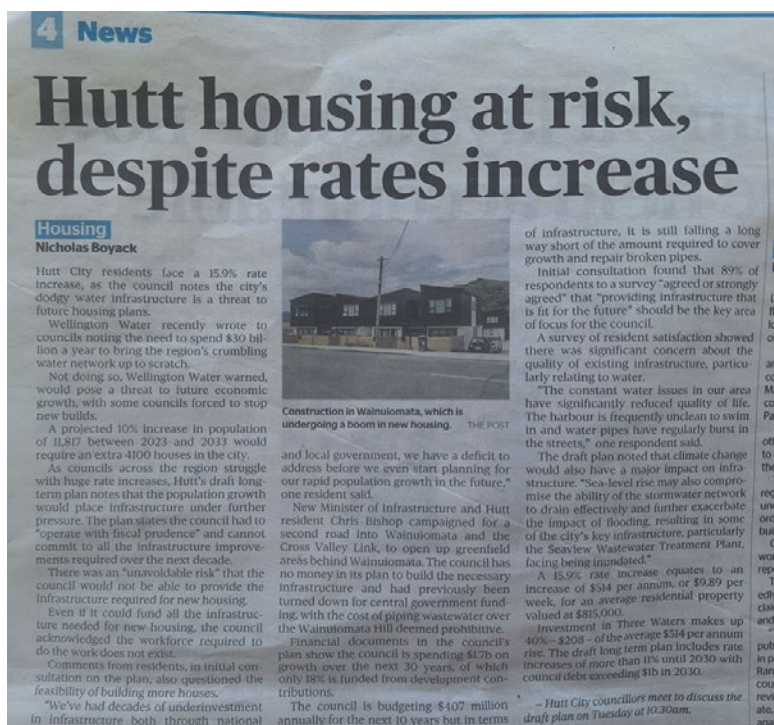 4 News
Hutt housing at risk,
despite rates increase
Housing
Nicholas Boyack
Hutt City residents face a 15.9% rate
increase, as the council notes the city's
dodgy water infrastructure is a threat to
future housing plans.
Wellington Water recently wrote to
councils noting the need to spend $30 bil-
lion a year to bring the region's crumbling
water network up to scratch.
Not doing so, Wellington Water warned,
would pose a threat to future economic
growth, with some councils forced to stop
new builds.
A projected 10% increase in population
of 11,817 between 2023 and 2033 would
require an extra 4100 houses in the city.
As councils across the region struggle
with huge rate increases, Hutt's draft long-
term plan notes that the population growth
would place infrastructure under further
pressure. The plan states the council had to
"operate with fiscal prudence" and cannot
commit to all the infrastructure improve-
ments required over the next decade.
There was an "unavoidable risk" that the
council would not be able to provide the
infrastructure required for new housing.
Even if it could fund all the infrastruc-
ture needed for new housing, the council
acknowledged the workforce required to
do the work does not exist.
Comments from residents, in initial con-
sultation on the plan, also questioned the
feasibility of building more houses.
"We've had decades of underinvestment
in infrastructure both through national
Construction in Wainuiomata, which is
undergoing a boom in new housing. THE POST
and local government, we have a deficit to
address before we even start planning for
our rapid population growth in the future,"
one resident said.
New Minister of Infrastructure and Hutt
resident Chris Bishop campaigned for a
second road into Wainuiomata and the
Cross Valley Link, to open up greenfield
areas behind Wainuiomata. The council has
no money in its plan to build the necessary
infrastructure and had previously been
turned down for central government fund-
ing, with the cost of piping wastewater over
the Wainuiomata Hill deemed prohibitive.
Financial documents in the council's
plan show the council is spending $1.7b on
growth over the next 30 years, of which
only 18% is funded from development con-
tributions.
The council is budgeting $407 million
annually for the next 10 years but in terms
of infrastructure, it is still falling a long
way short of the amount required to cover
growth and repair broken pipes.
Initial consultation found that 89% of
respondents to a survey "agreed or strongly
agreed" that "providing infrastructure that
is fit for the future" should be the key area
of focus for the council.
A survey of resident satisfaction showed
there was significant concern about the
quality of existing infrastructure, particu-
larly relating to water.
"The constant water issues in our area
have significantly reduced quality of life.
The harbour is frequently unclean to swim
in and water pipes have regularly burst in
the streets," one respondent said.
The draft plan noted that climate change
would also have a major impact on infra-
structure. "Sea-level rise may also compro-
mise the ability of the stormwater network
to drain effectively and further exacerbate
the impact of flooding, resulting in some
of the city's key infrastructure, particularly
the Seaview Wastewater Treatment Plant,
facing being inundated."
A 15.9% rate increase equates to an
increase of $514 per annum, or $9.89 per
week, for an average residential property
valued at $815,000.
Investment in Three Waters makes up
40% – $208 – of the average $514 per annum
rise. The draft long term plan includes rate
increases of more than 11% until 2030 with
council debt exceeding $1b in 2030.
– Hutt City councillors meet to discuss the
draft plan on Tuesday at 10.30am.